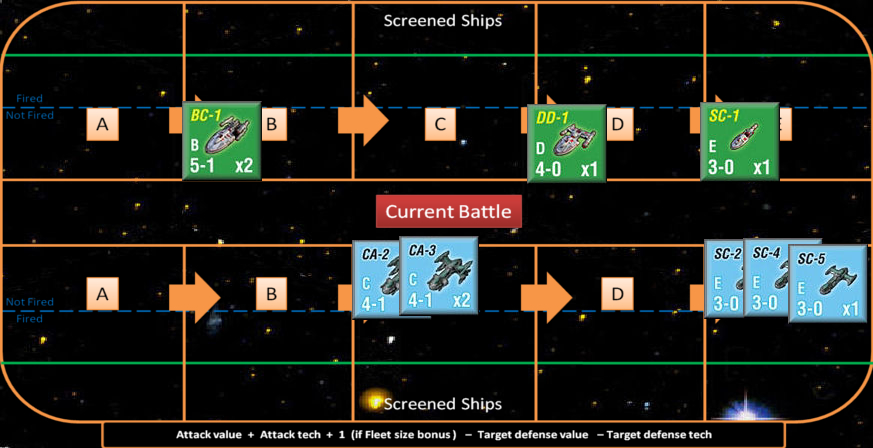 Screened Ships
Fired
Not Fired
A
BC-1
B
5-1 x2
B
C
DD-1
D
4-0 x1
D
SC-1
E
3-0 x1
Current Battle
A
B
CA-2
C
4-1
CA-3
C
4-1 x2
D
SC-2
E
3-0
SC-4
E
3-0
SC-5
E
3-0 x1
Not Fired
Fired
Screened Ships
Attack value + Attack tech + 1 (if Fleet size bonus) – Target defense value – Target defense tech